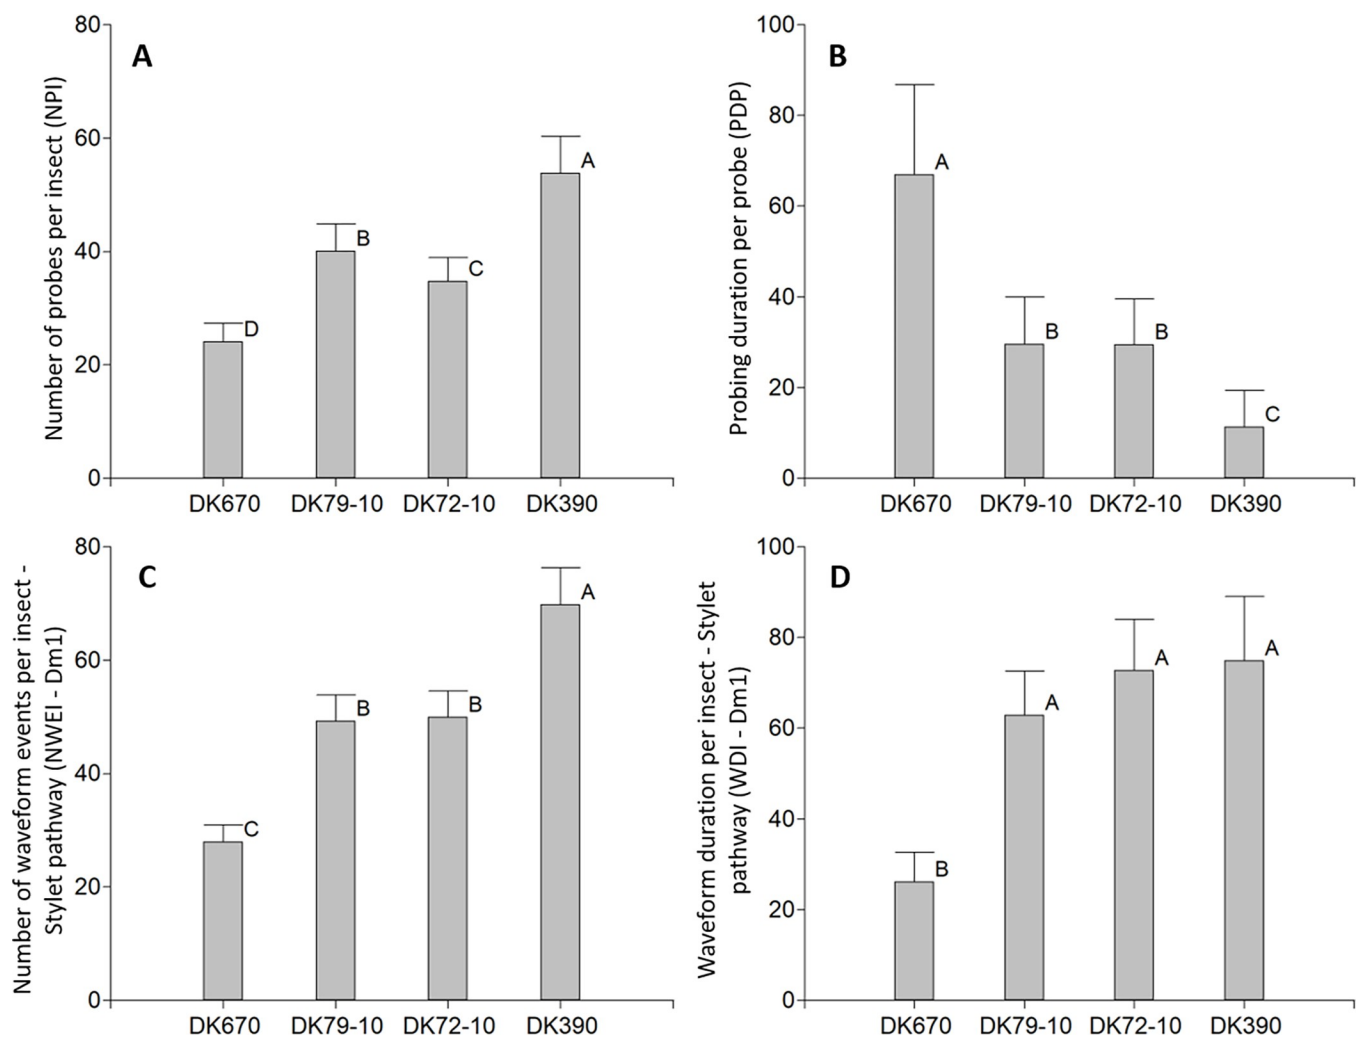 A
Number of probes per insect (NPI)
80
60
40
20
0
D
B
C
A
DK670 DK79-10 DK72-10 DK390
B
Probing duration per probe (PDP)
100
80
60
40
20
0
A
B
B
C
DK670 DK79-10 DK72-10 DK390
C
Number of waveform events per insect -
Stylet pathway (NWEI - Dm1)
80
60
40
20
0
C
B
B
A
DK670 DK79-10 DK72-10 DK390
D
Waveform duration per insect - Stylet
pathway (WDI - Dm1)
100
80
60
40
20
0
B
A
A
A
DK670 DK79-10 DK72-10 DK390